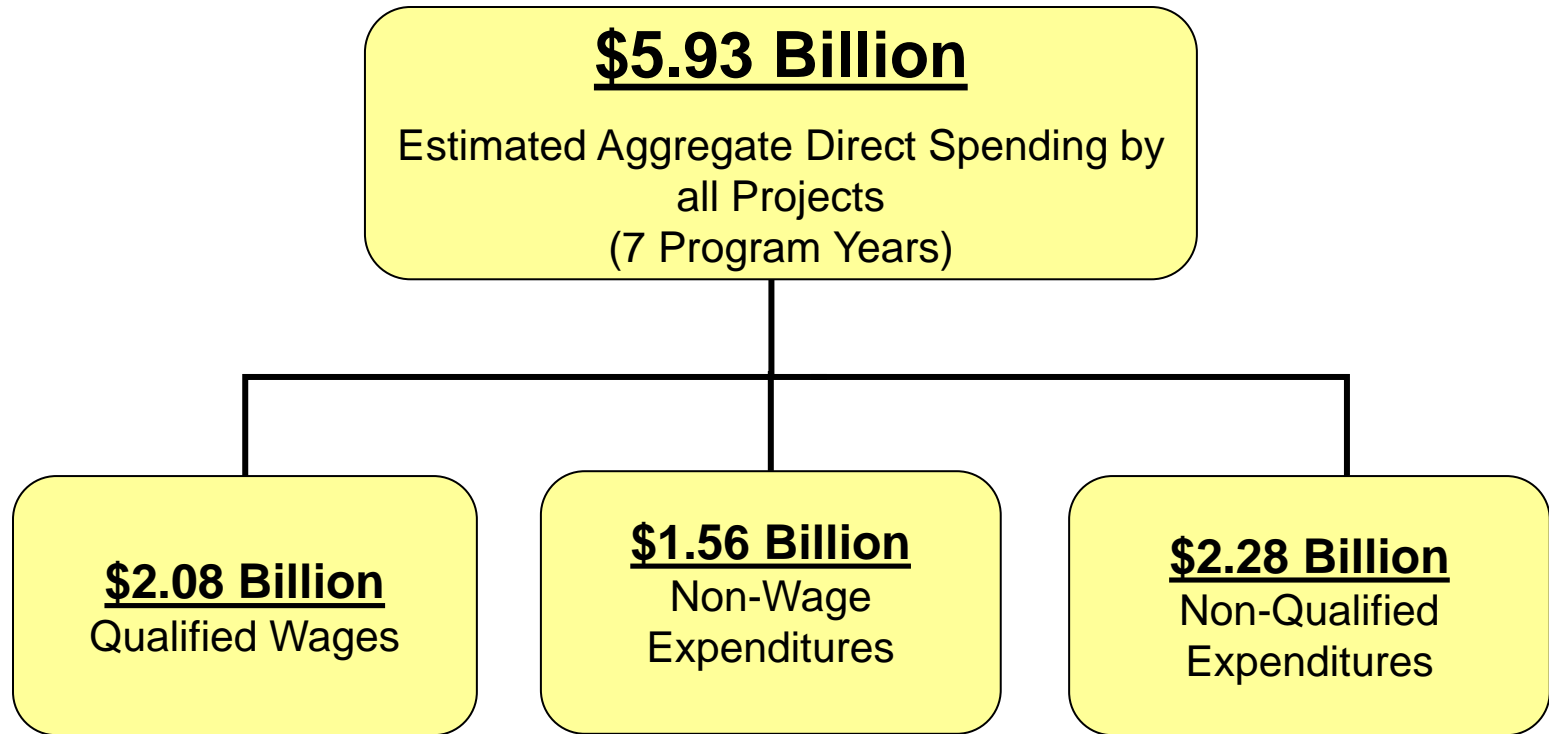 $5.93 Billion
Estimated Aggregate Direct Spending by
all Projects
(7 Program Years)
$2.08 Billion
Qualified Wages
$1.56 Billion
Non-Wage
Expenditures
$2.28 Billion
Non-Qualified
Expenditures